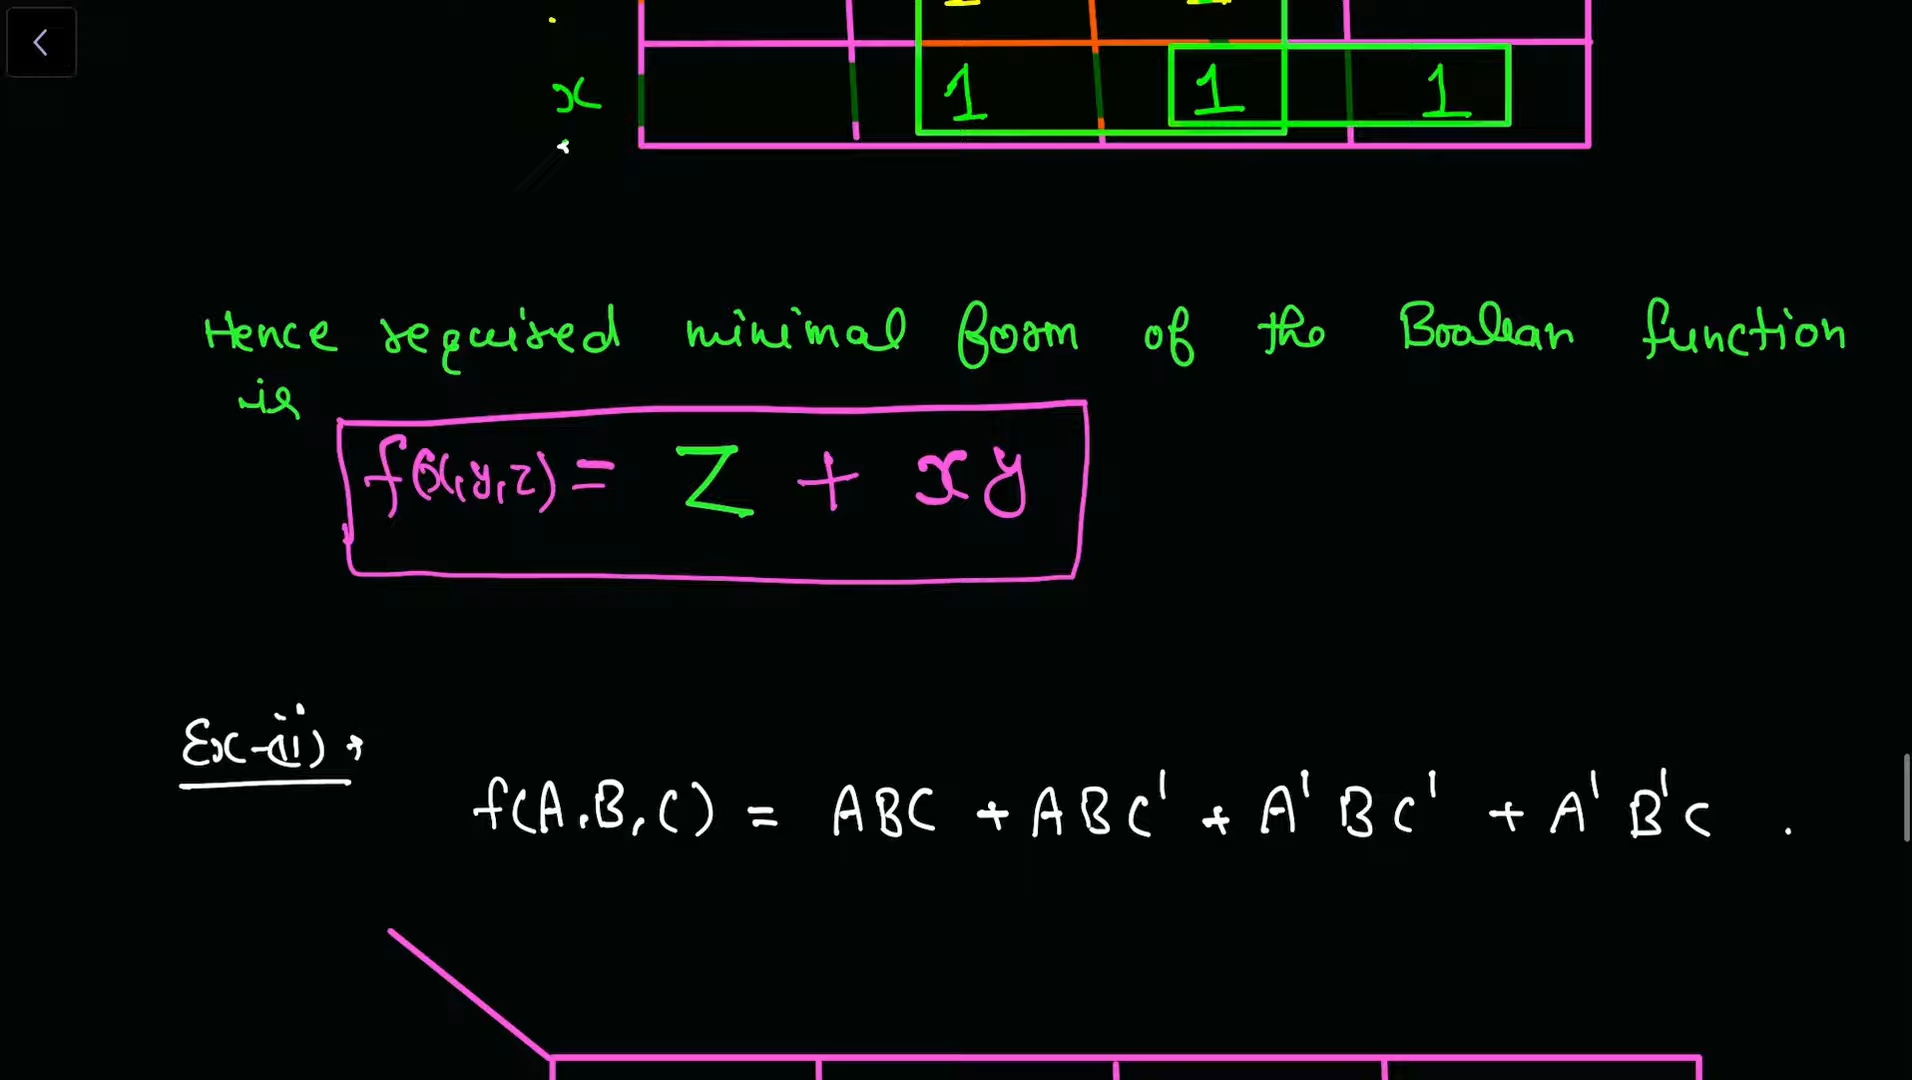 x 1 1 1
Hence required minimal form of the Boolean function
is
f(x,y,z) = Z + xy
Ex-(ii) →
f(A,B,C) = ABC + ABC' + A'BC' + A'B'C .